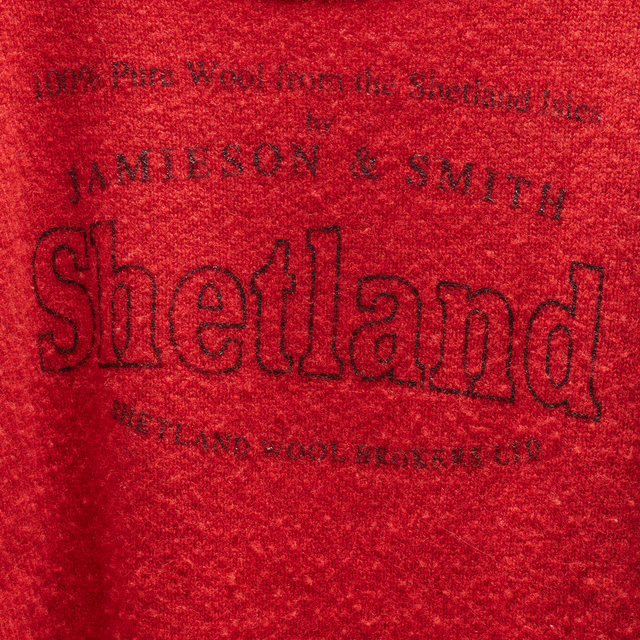 100% Pure Wool from the Shetland Isles
by
JAMIESON & SMITH
Shetland
SHETLAND WOOL BROKERS LTD